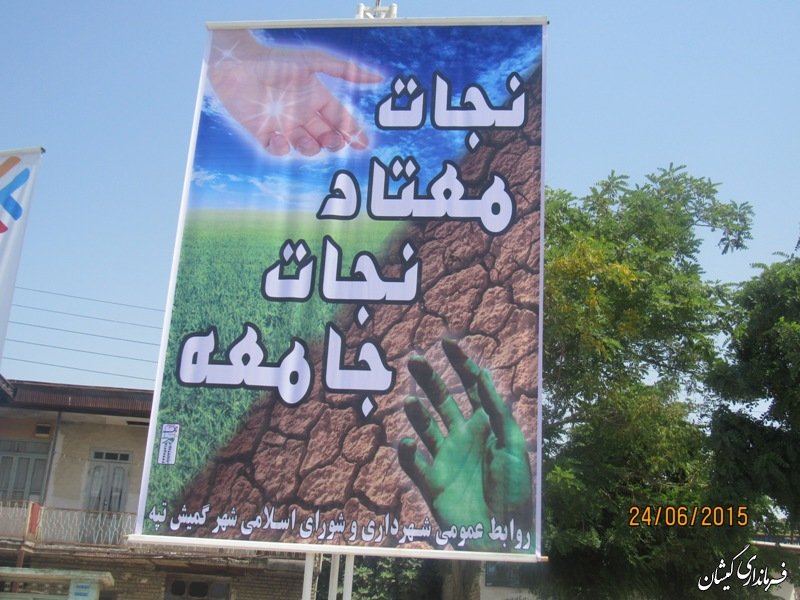 نجات
معتاد
نجات
جامعه
روابط عمومی شهرداری و شورای اسلامی شهر گمیش تپه
24/06/2015
فرمانداری گمیشان